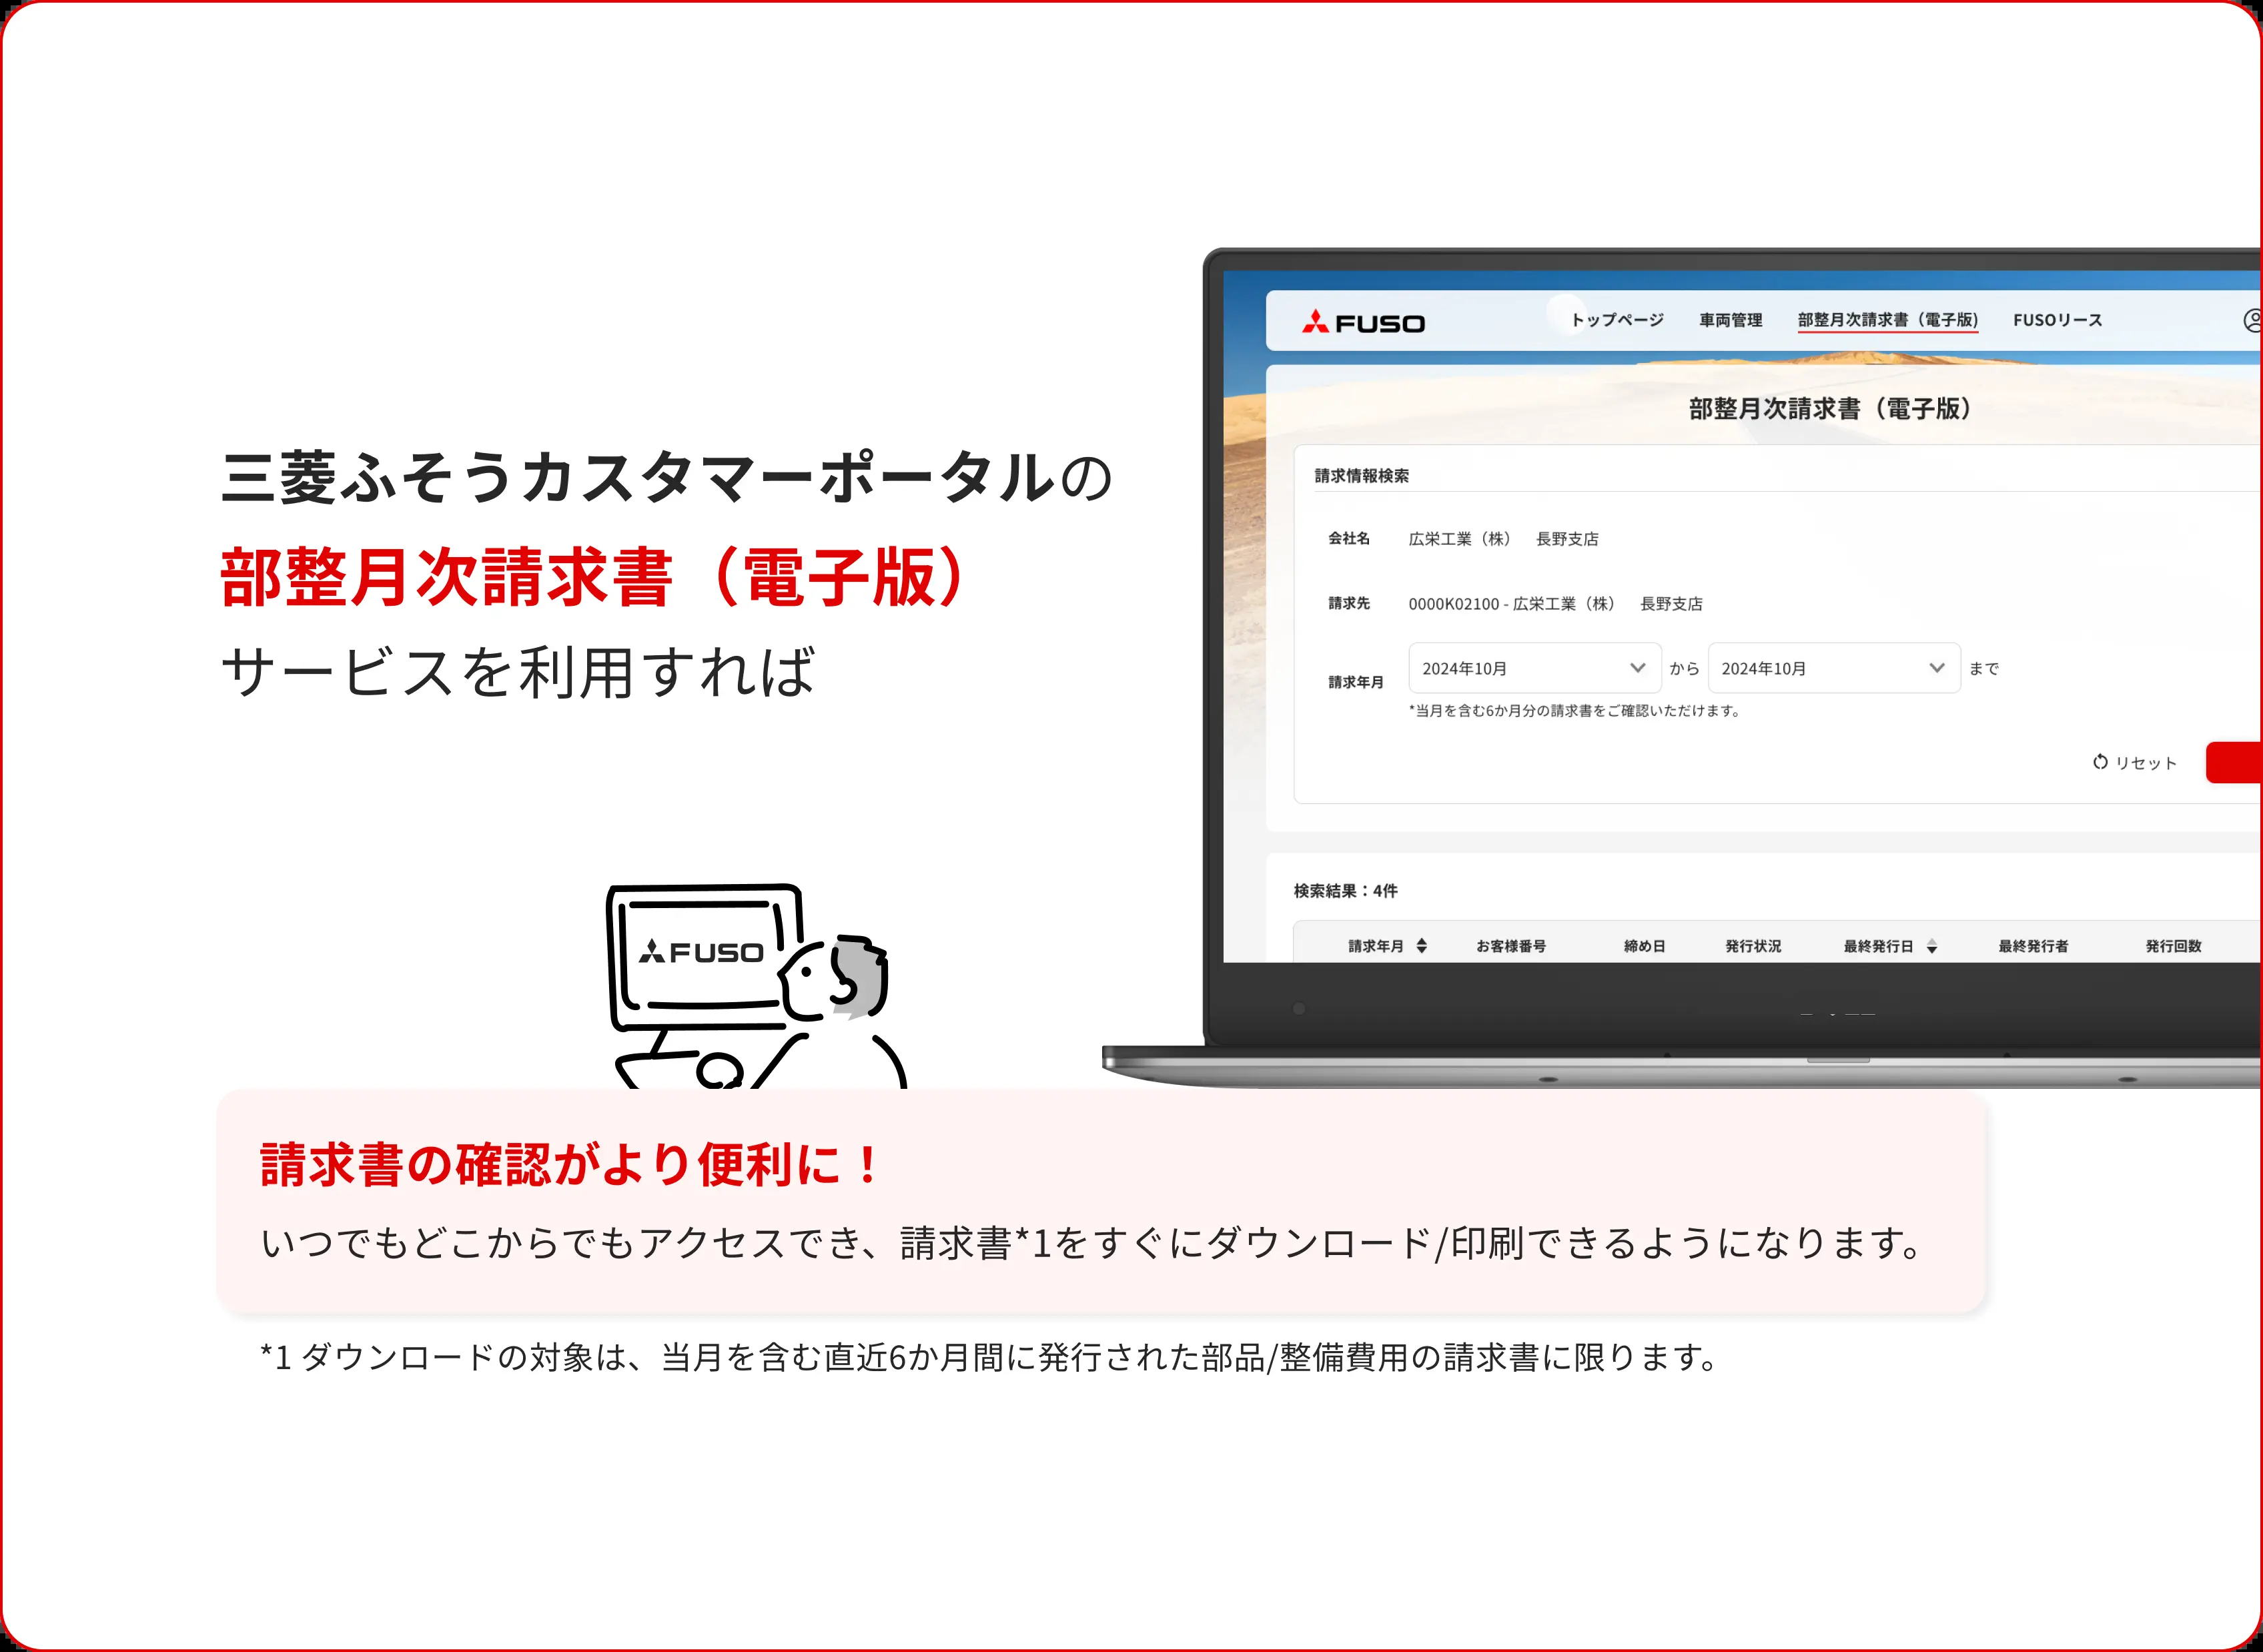 三菱ふそうカスタマーポータルの
部整月次請求書（電子版）
サービスを利用すれば
FUSO
トップページ 車両管理 部整月次請求書（電子版） FUSOリース
部整月次請求書（電子版）
請求情報検索
会社名 広栄工業（株） 長野支店
請求先 0000K02100 - 広栄工業（株） 長野支店
請求年月 2024年10月 から 2024年10月 まで
*当月を含む6か月分の請求書をご確認いただけます。
リセット
検索結果：4件
請求年月 お客様番号 締め日 発行状況 最終発行日 最終発行者 発行回数
FUSO
請求書の確認がより便利に！
いつでもどこからでもアクセスでき、請求書*1をすぐにダウンロード/印刷できるようになります。
*1 ダウンロードの対象は、当月を含む直近6か月間に発行された部品/整備費用の請求書に限ります。